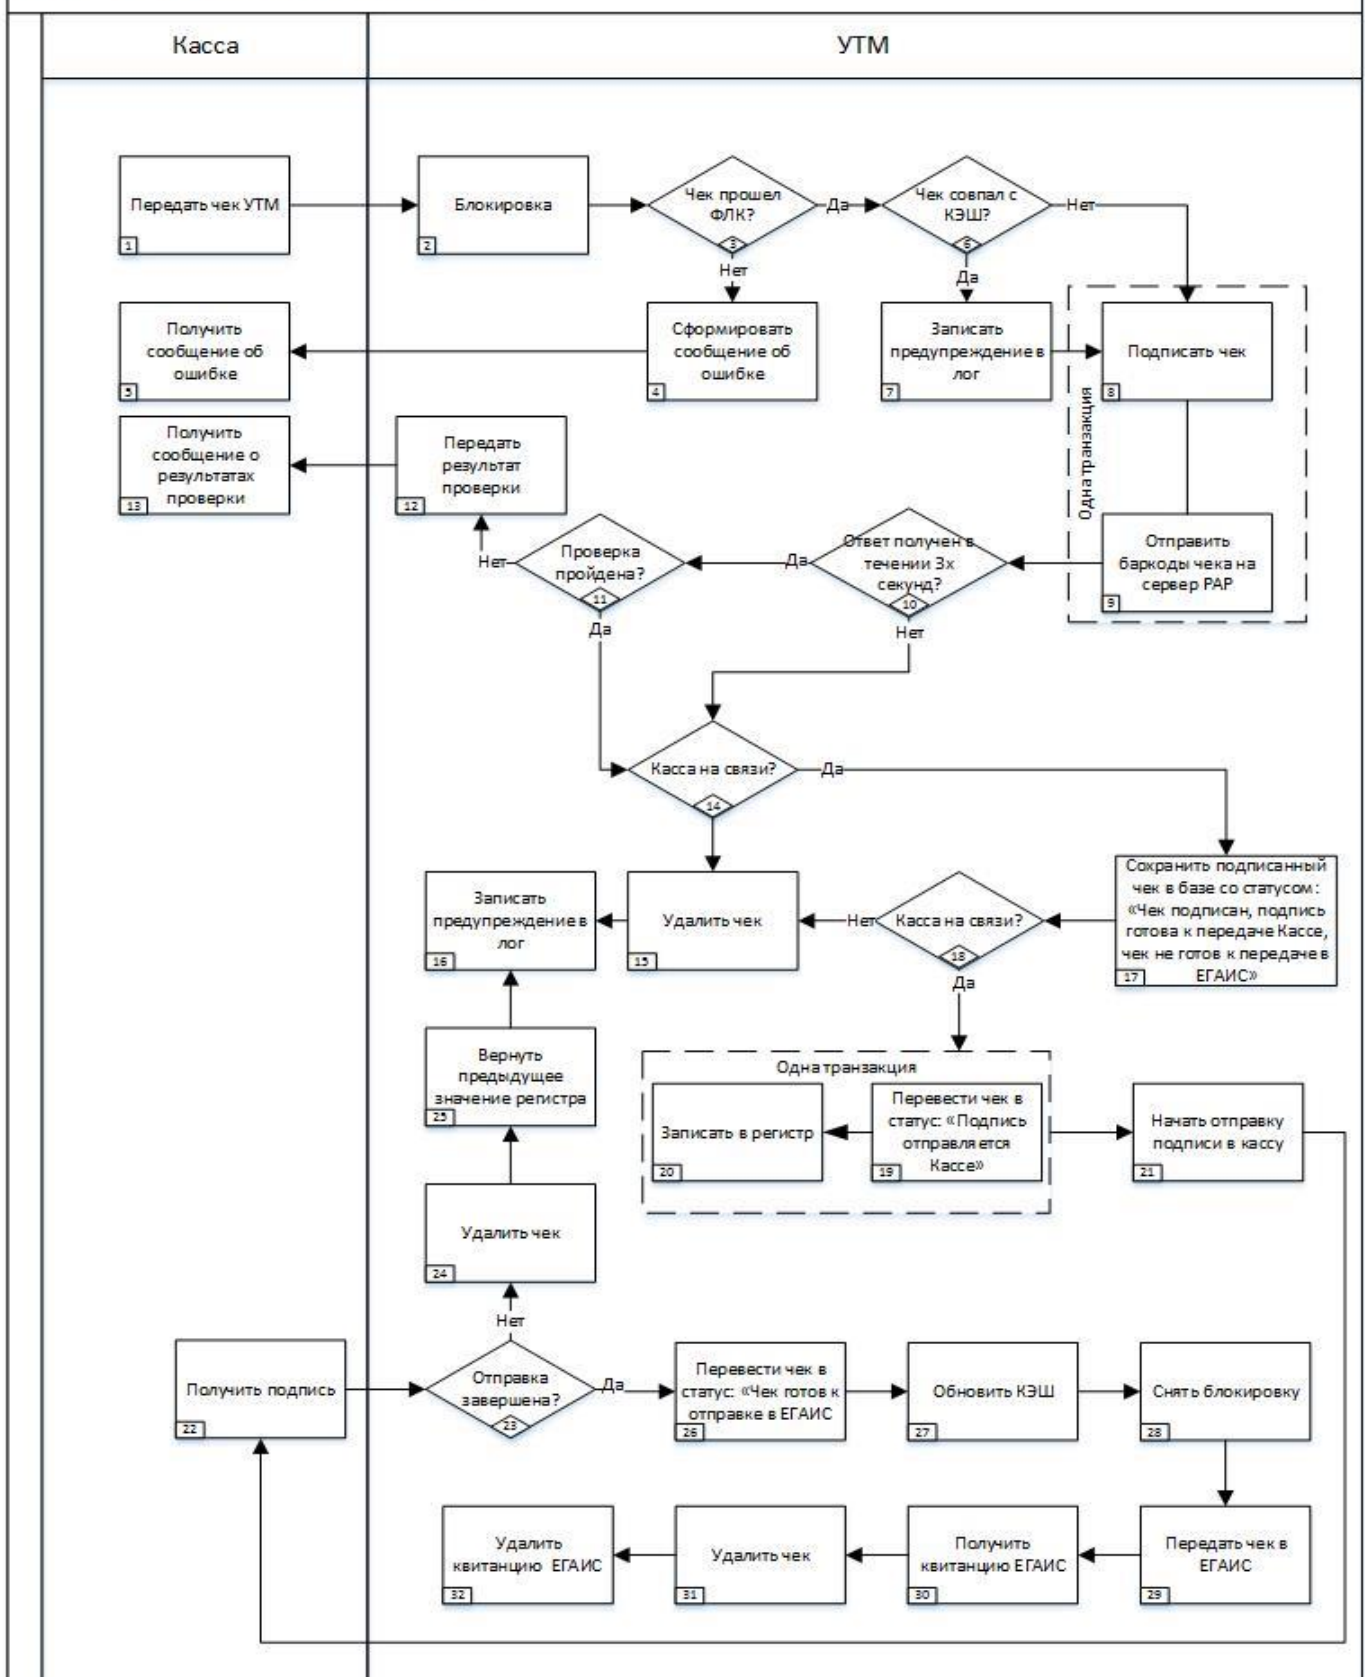 Касса
УТМ
Передать чек УТМ
1
Блокировка
2
Чек прошел
ФЛК?
3
Да
Чек совпал с
КЭШ?
6
Нет
Нет
Да
Получить
сообщение об
ошибке
5
Сформировать
сообщение об
ошибке
4
Записать
предупреждение в
лог
7
Подписать чек
8
Одна транзакция
Получить
сообщение о
результатах
проверки
13
Передать
результат
проверки
12
Нет
Проверка
пройдена?
11
Да
Ответ получен в
течении 3х
секунд?
10
Отправить
баркоды чека на
сервер РАР
9
Да
Нет
Касса на связи?
14
Да
Записать
предупреждение в
лог
16
Удалить чек
15
Нет
Касса на связи?
18
Да
Сохранить подписанный
чек в базе со статусом:
«Чек подписан, подпись
готова к передаче Кассе,
чек не готов к передаче в
ЕГАИС»
17
Вернуть
предыдущее
значение регистра
25
Одна транзакция
Записать в регистр
20
Перевести чек в
статус: «Подпись
отправляется
Кассе»
19
Начать отправку
подписи в кассу
21
Удалить чек
24
Нет
Получить подпись
22
Отправка
завершена?
23
Да
Перевести чек в
статус: «Чек готов к
отправке в ЕГАИС
26
Обновить КЭШ
27
Снять блокировку
28
Удалить
квитанцию ЕГАИС
32
Удалить чек
31
Получить
квитанцию ЕГАИС
30
Передать чек в
ЕГАИС
29